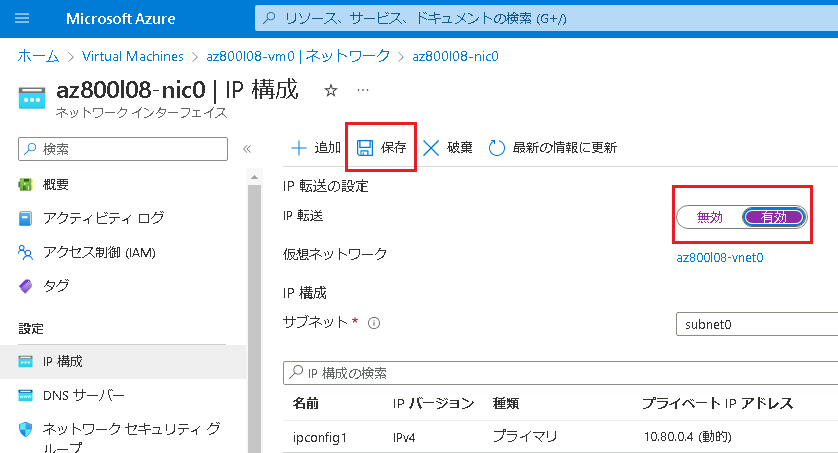 Microsoft Azure
リソース、サービス、ドキュメントの検索 (G+/)
ホーム > Virtual Machines > az800l08-vm0 | ネットワーク > az800l08-nic0
az800l08-nic0 | IP 構成
ネットワーク インターフェイス
検索
追加 保存 破棄 最新の情報に更新
概要
アクティビティ ログ
アクセス制御 (IAM)
タグ
設定
IP 構成
DNS サーバー
ネットワーク セキュリティ グ
ループ
IP 転送の設定
IP 転送
無効 有効
仮想ネットワーク
az800l08-vnet0
IP 構成
サブネット *
subnet0
IP 構成の検索
名前 IP バージョン 種類 プライベート IP アドレス
ipconfig1 IPv4 プライマリ 10.80.0.4 (動的)